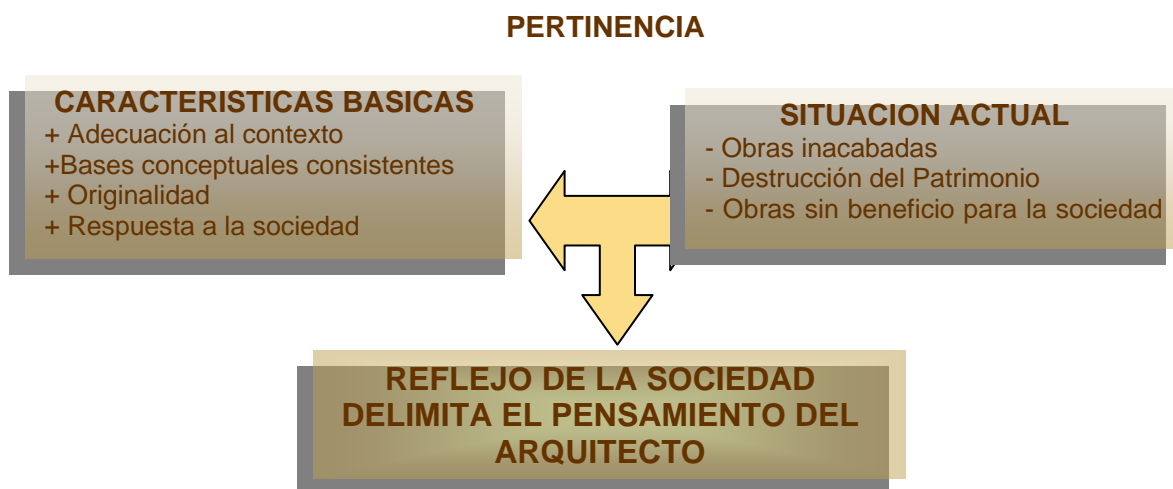 PERTINENCIA
CARACTERISTICAS BASICAS
+ Adecuación al contexto
+Bases conceptuales consistentes
+ Originalidad
+ Respuesta a la sociedad
SITUACION ACTUAL
- Obras inacabadas
- Destrucción del Patrimonio
- Obras sin beneficio para la sociedad
REFLEJO DE LA SOCIEDAD
DELIMITA EL PENSAMIENTO DEL
ARQUITECTO